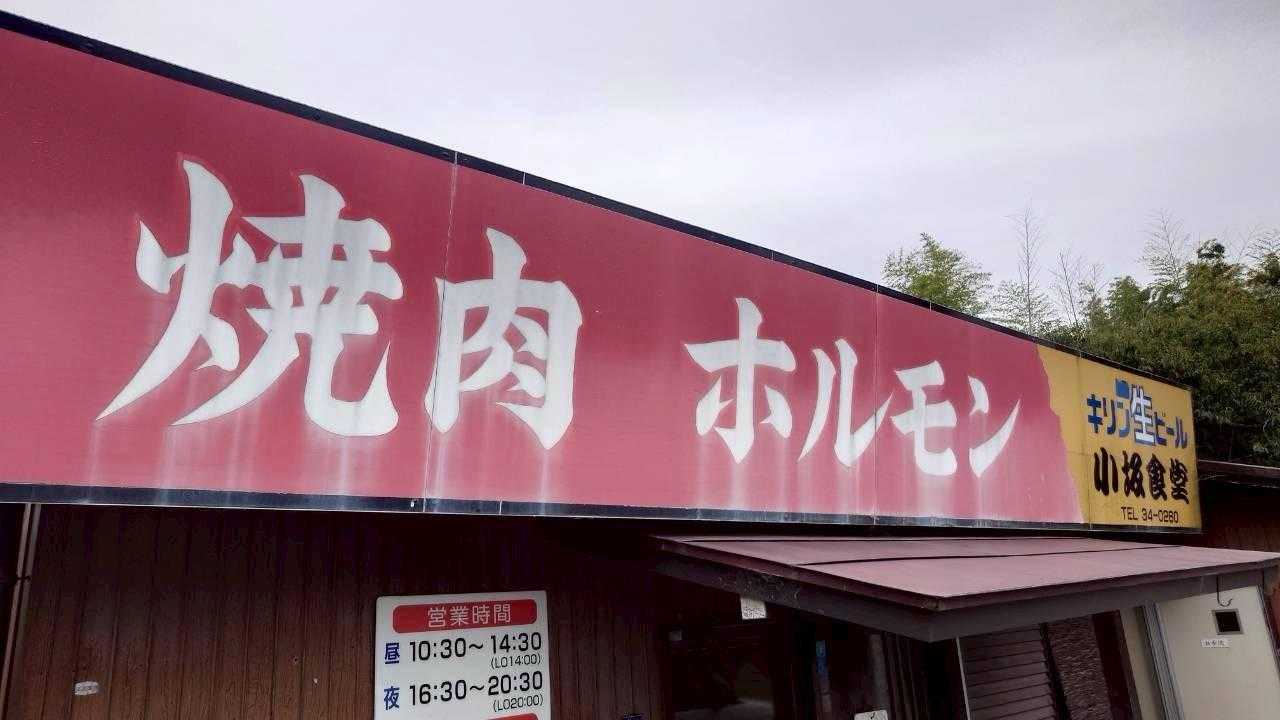 焼肉 ホルモン
キリン生ビール
小坂食堂
TEL 34-0280
営業時間
昼 10:30～14:30
(LO14:00)
夜 16:30～20:30
(LO20:00)